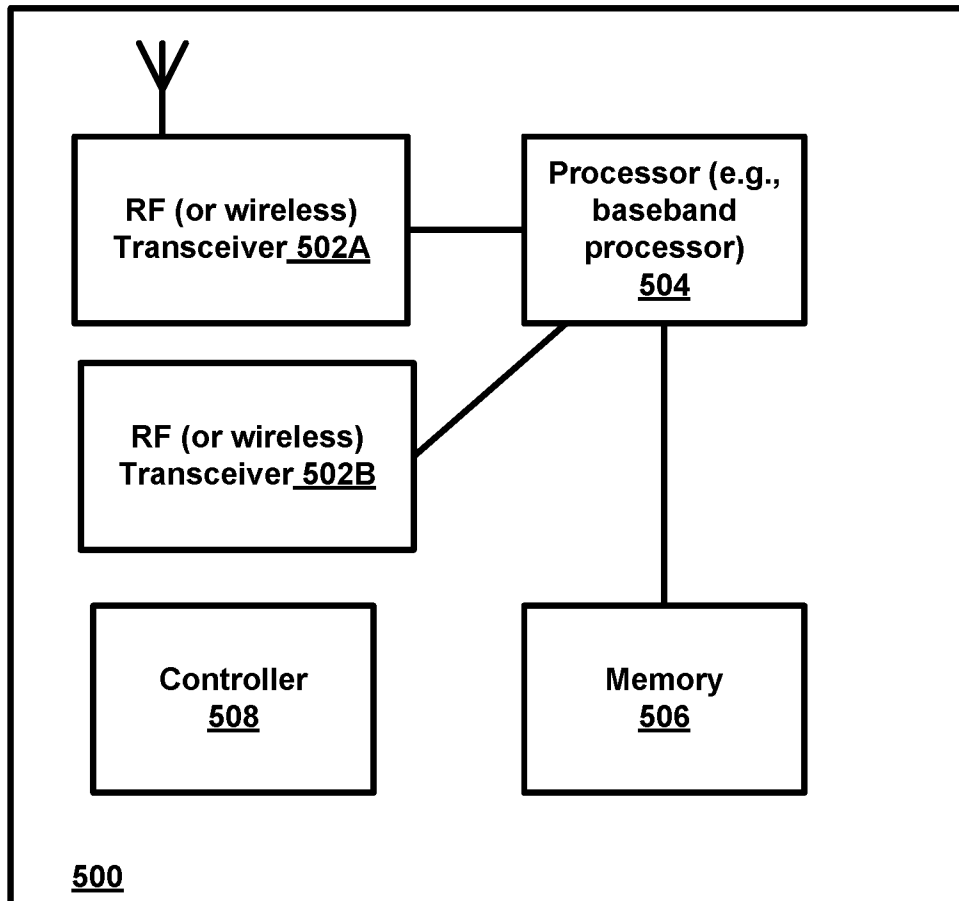 RF (or wireless)
Transceiver 502A
Processor (e.g.,
baseband
processor)
504
RF (or wireless)
Transceiver 502B
Controller
508
Memory
506
500